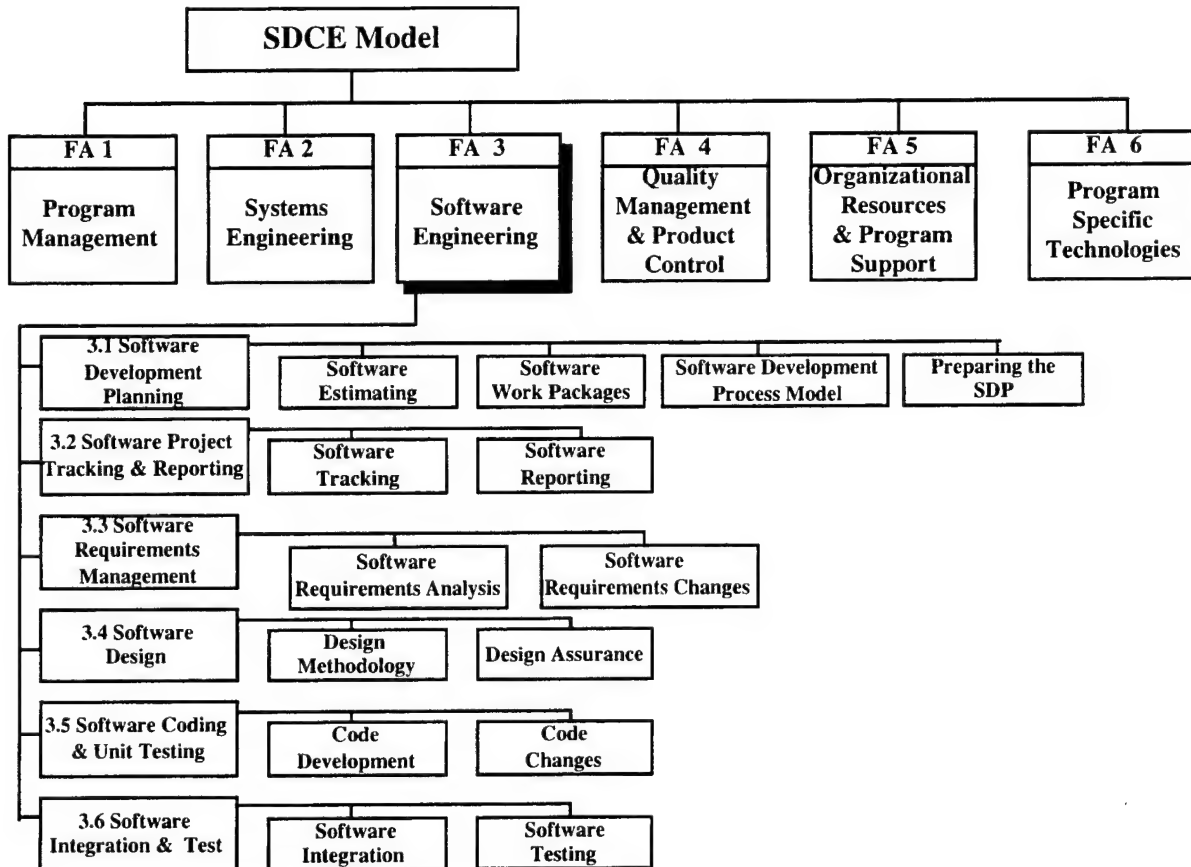 SDCE Model
FA 1
Program
Management
FA 2
Systems
Engineering
FA 3
Software
Engineering
FA 4
Quality
Management
& Product
Control
FA 5
Organizational
Resources
& Program
Support
FA 6
Program
Specific
Technologies
3.1 Software
Development
Planning
Software
Estimating
Software
Work Packages
Software Development
Process Model
Preparing the
SDP
3.2 Software Project
Tracking & Reporting
Software
Tracking
Software
Reporting
3.3 Software
Requirements
Management
Software
Requirements Analysis
Software
Requirements Changes
3.4 Software
Design
Design
Methodology
Design Assurance
3.5 Software Coding
& Unit Testing
Code
Development
Code
Changes
3.6 Software
Integration & Test
Software
Integration
Software
Testing